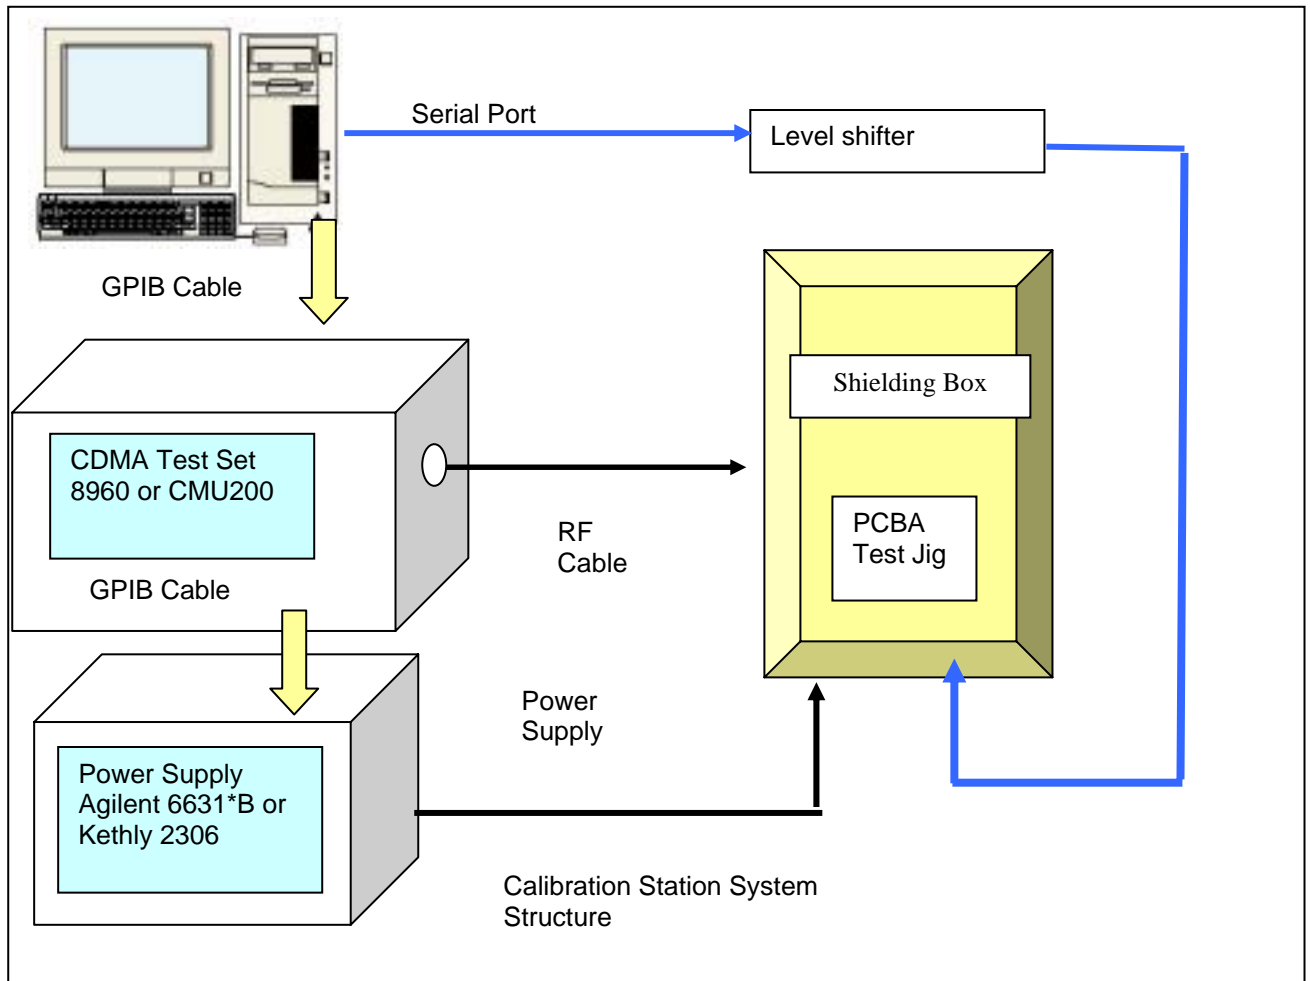 Serial Port
Level shifter
GPIB Cable
Shielding Box
CDMA Test Set
8960 or CMU200
RF
Cable
PCBA
Test Jig
GPIB Cable
Power
Supply
Power Supply
Agilent 6631*B or
Kethly 2306
Calibration Station System
Structure